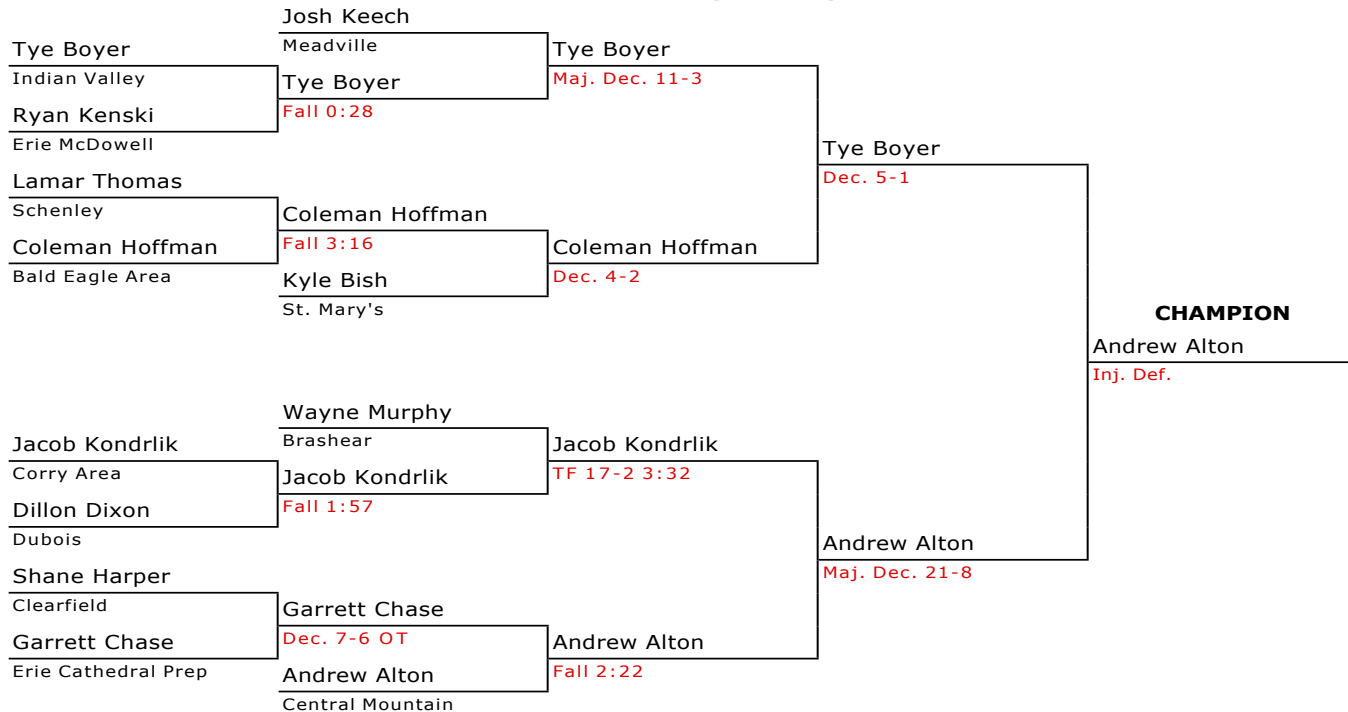 Josh Keech
Meadville
Tye Boyer
Indian Valley
Tye Boyer
Fall 0:28
Tye Boyer
Maj. Dec. 11-3
Ryan Kenski
Erie McDowell
Tye Boyer
Dec. 5-1
Lamar Thomas
Schenley
Coleman Hoffman
Fall 3:16
Coleman Hoffman
Bald Eagle Area
Coleman Hoffman
Dec. 4-2
Kyle Bish
St. Mary's
CHAMPION
Andrew Alton
Inj. Def.
Wayne Murphy
Brashear
Jacob Kondrlik
Corry Area
Jacob Kondrlik
Fall 1:57
Jacob Kondrlik
TF 17-2 3:32
Dillon Dixon
Dubois
Andrew Alton
Maj. Dec. 21-8
Shane Harper
Clearfield
Garrett Chase
Dec. 7-6 OT
Garrett Chase
Erie Cathedral Prep
Andrew Alton
Fall 2:22
Andrew Alton
Central Mountain